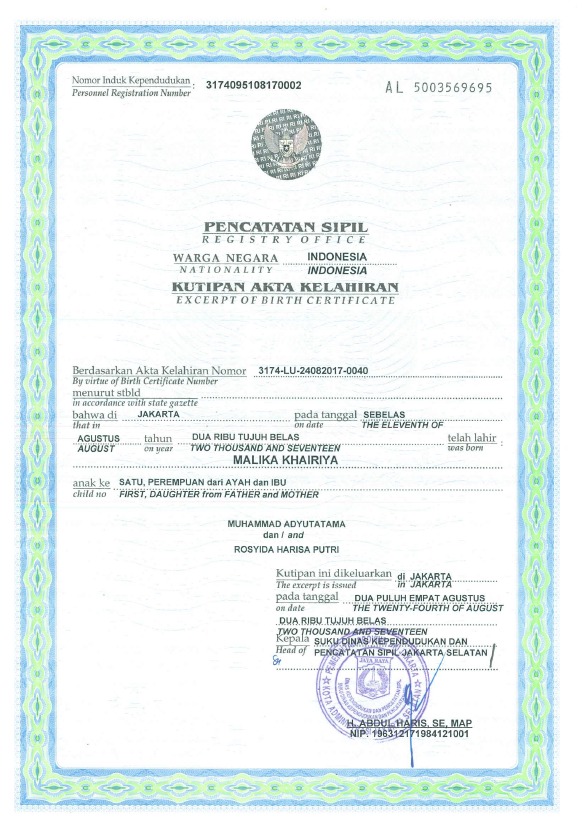 Nomor Induk Kependudukan : 3174095108170002
Personnel Registration Number
AL 5003569695
PENCATATAN SIPIL
REGISTRY OFFICE
WARGA NEGARA INDONESIA
NATIONALITY INDONESIA
KUTIPAN AKTA KELAHIRAN
EXCERPT OF BIRTH CERTIFICATE
Berdasarkan Akta Kelahiran Nomor 3174-LU-24082017-0040
By virtue of Birth Certificate Number
menurut stbld
in accordance with state gazette
bahwa di JAKARTA pada tanggal SEBELAS
that in on date THE ELEVENTH OF
AGUSTUS tahun DUA RIBU TUJUH BELAS telah lahir :
AUGUST on year TWO THOUSAND AND SEVENTEEN was born
MALIKA KHAIRIYA
anak ke SATU, PEREMPUAN dari AYAH dan IBU
child no FIRST, DAUGHTER from FATHER and MOTHER
MUHAMMAD ADYUTATAMA
dan / and
ROSYIDA HARISA PUTRI
Kutipan ini dikeluarkan di JAKARTA
The excerpt is issued in JAKARTA
pada tanggal DUA PULUH EMPAT AGUSTUS
on date THE TWENTY-FOURTH OF AUGUST
DUA RIBU TUJUH BELAS
TWO THOUSAND AND SEVENTEEN
Kepala SUKU DINAS KEPENDUDUKAN DAN
Head of PENCATATAN SIPIL JAKARTA SELATAN
JAYA RAYA
H. ABDUL HARIS, SE, MAP
NIP. 196312171984121001